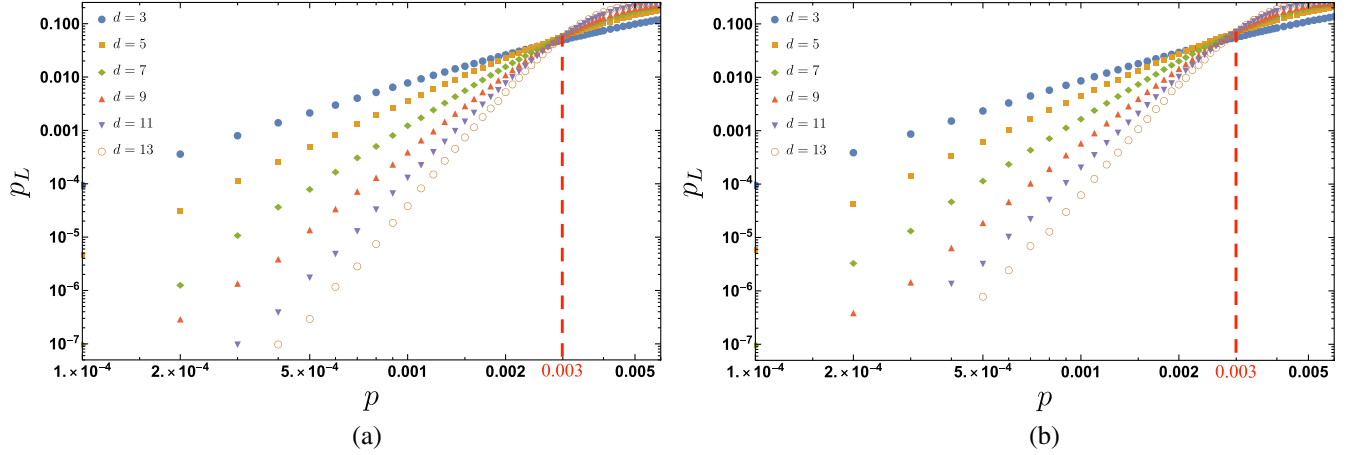 0.100
0.010
0.001
10⁻⁴
10⁻⁵
10⁻⁶
10⁻⁷
p_L
d = 3
d = 5
d = 7
d = 9
d = 11
d = 13
1. × 10⁻⁴
2. × 10⁻⁴
5. × 10⁻⁴
0.001
0.002
0.003
0.005
p
(a)
0.100
0.010
0.001
10⁻⁴
10⁻⁵
10⁻⁶
10⁻⁷
p_L
d = 3
d = 5
d = 7
d = 9
d = 11
d = 13
1. × 10⁻⁴
2. × 10⁻⁴
5. × 10⁻⁴
0.001
0.002
0.003
0.005
p
(b)